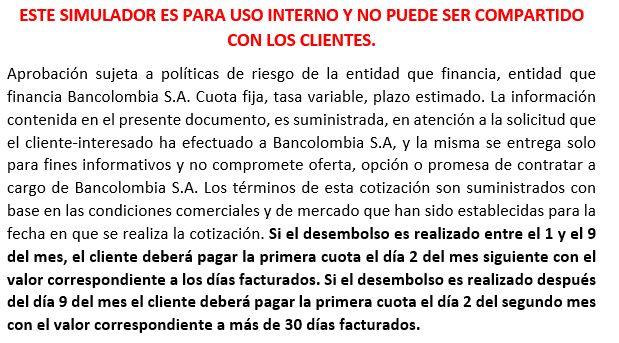 ESTE SIMULADOR ES PARA USO INTERNO Y NO PUEDE SER COMPARTIDO
CON LOS CLIENTES.
Aprobación sujeta a políticas de riesgo de la entidad que financia, entidad que
financia Bancolombia S.A. Cuota fija, tasa variable, plazo estimado. La información
contenida en el presente documento, es suministrada, en atención a la solicitud que
el cliente-interesado ha efectuado a Bancolombia S.A, y la misma se entrega solo
para fines informativos y no compromete oferta, opción o promesa de contratar a
cargo de Bancolombia S.A. Los términos de esta cotización son suministrados con
base en las condiciones comerciales y de mercado que han sido establecidas para la
fecha en que se realiza la cotización. Si el desembolso es realizado entre el 1 y el 9
del mes, el cliente deberá pagar la primera cuota el día 2 del mes siguiente con el
valor correspondiente a los días facturados. Si el desembolso es realizado después
del día 9 del mes el cliente deberá pagar la primera cuota el día 2 del segundo mes
con el valor correspondiente a más de 30 días facturados.